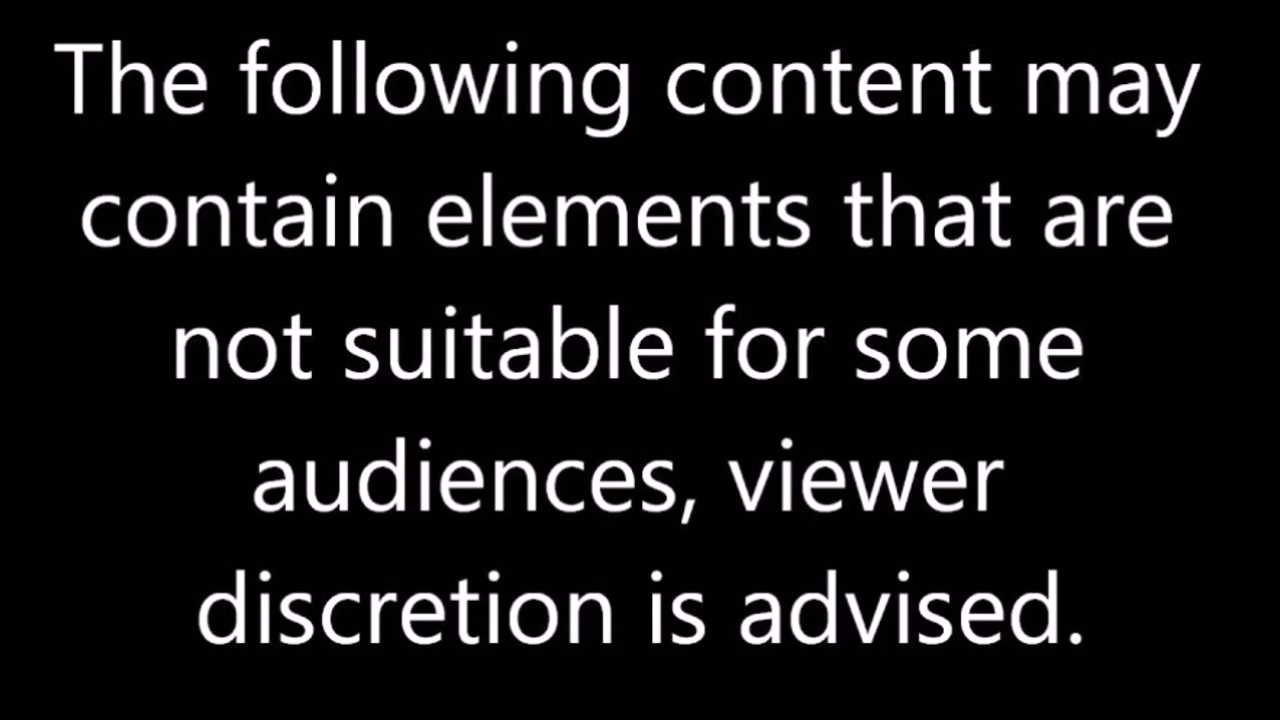 The following content may
contain elements that are
not suitable for some
audiences, viewer
discretion is advised.